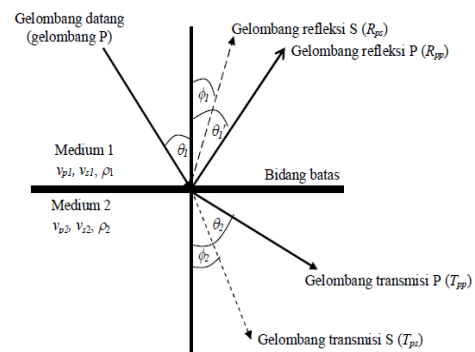 Gelombang datang
(gelombang P)
Gelombang refleksi S (Rps)
Gelombang refleksi P (Rpp)
ϕ1
θ1
θ1'
Medium 1
vp1, vs1, ρ1
Bidang batas
Medium 2
vp2, vs2, ρ2
θ2
ϕ2
Gelombang transmisi P (Tpp)
Gelombang transmisi S (Tps)